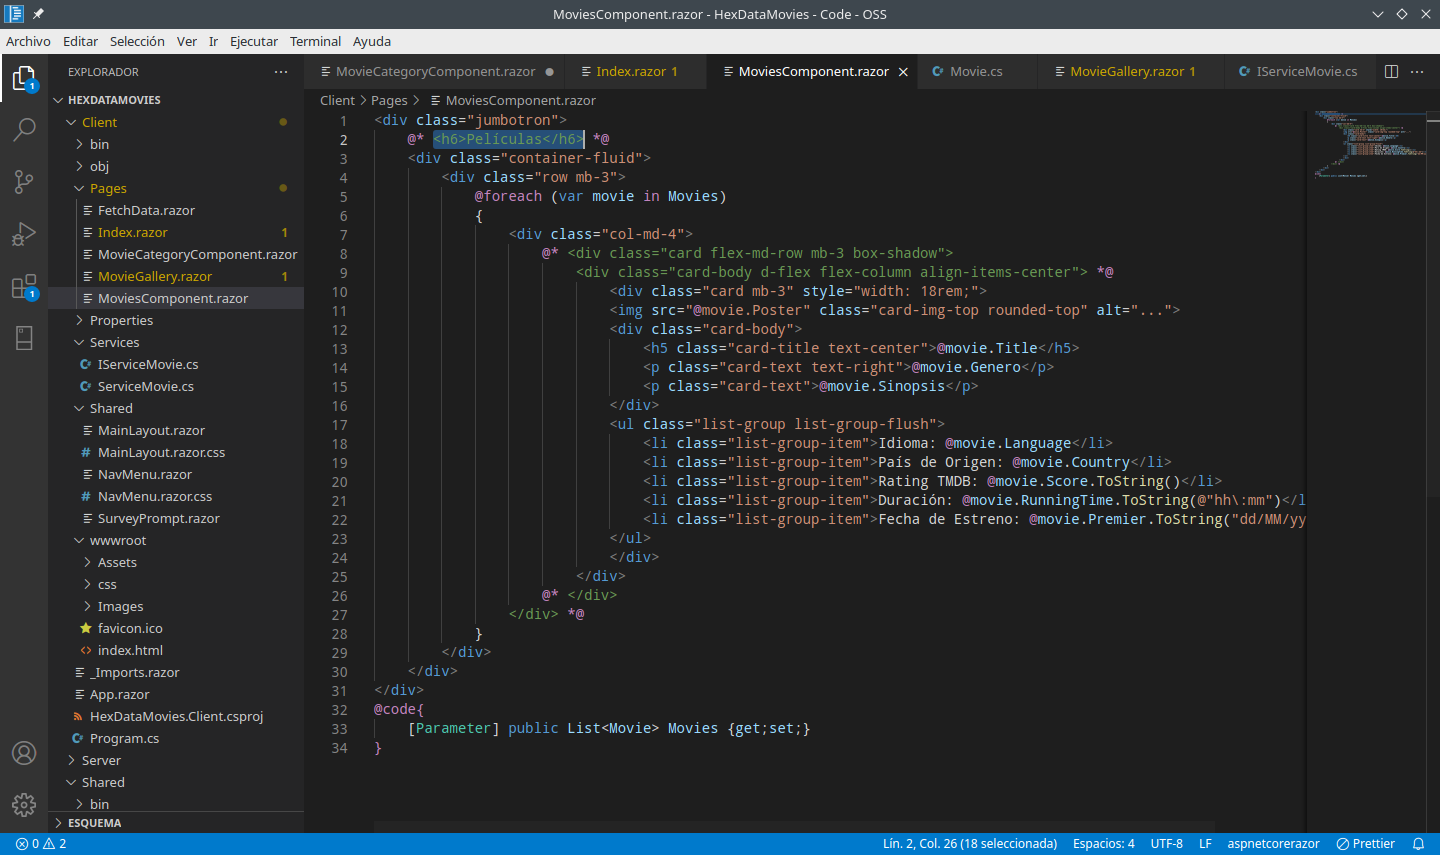 MoviesComponent.razor - HexDataMovies - Code - OSS
Archivo Editar Selección Ver Ir Ejecutar Terminal Ayuda
EXPLORADOR
MovieCategoryComponent.razor
Index.razor 1
MoviesComponent.razor
Movie.cs
MovieGallery.razor 1
IServiceMovie.cs
Client > Pages > MoviesComponent.razor
1
1
HEXDATAMOVIES
Client
bin
obj
Pages
FetchData.razor
Index.razor 1
MovieCategoryComponent.razor
MovieGallery.razor 1
MoviesComponent.razor
Properties
Services
IServiceMovie.cs
ServiceMovie.cs
Shared
MainLayout.razor
MainLayout.razor.css
NavMenu.razor
NavMenu.razor.css
SurveyPrompt.razor
wwwroot
Assets
css
Images
favicon.ico
index.html
_Imports.razor
App.razor
HexDataMovies.Client.csproj
Program.cs
Server
Shared
bin
ESQUEMA
1 <div class="jumbotron">
2 @* <h6>Películas</h6> *@
3 <div class="container-fluid">
4 <div class="row mb-3">
5 @foreach (var movie in Movies)
6 {
7 <div class="col-md-4">
8 @* <div class="card flex-md-row mb-3 box-shadow">
9 <div class="card-body d-flex flex-column align-items-center"> *@
10 <div class="card mb-3" style="width: 18rem;">
11 <img src="@movie.Poster" class="card-img-top rounded-top" alt="...">
12 <div class="card-body">
13 <h5 class="card-title text-center">@movie.Title</h5>
14 <p class="card-text text-right">@movie.Genero</p>
15 <p class="card-text">@movie.Sinopsis</p>
16 </div>
17 <ul class="list-group list-group-flush">
18 <li class="list-group-item">Idioma: @movie.Language</li>
19 <li class="list-group-item">País de Origen: @movie.Country</li>
20 <li class="list-group-item">Rating TMDB: @movie.Score.ToString()</li>
21 <li class="list-group-item">Duración: @movie.RunningTime.ToString(@"hh\:mm")</l
22 <li class="list-group-item">Fecha de Estreno: @movie.Premier.ToString("dd/MM/yy
23 </ul>
24 </div>
25 </div>
26 @* </div>
27 </div> *@
28 }
29 </div>
30 </div>
31 </div>
32 @code{
33 [Parameter] public List<Movie> Movies {get;set;}
34 }
0 2
Lín. 2, Col. 26 (18 seleccionada) Espacios: 4 UTF-8 LF aspnetcorerazor Prettier